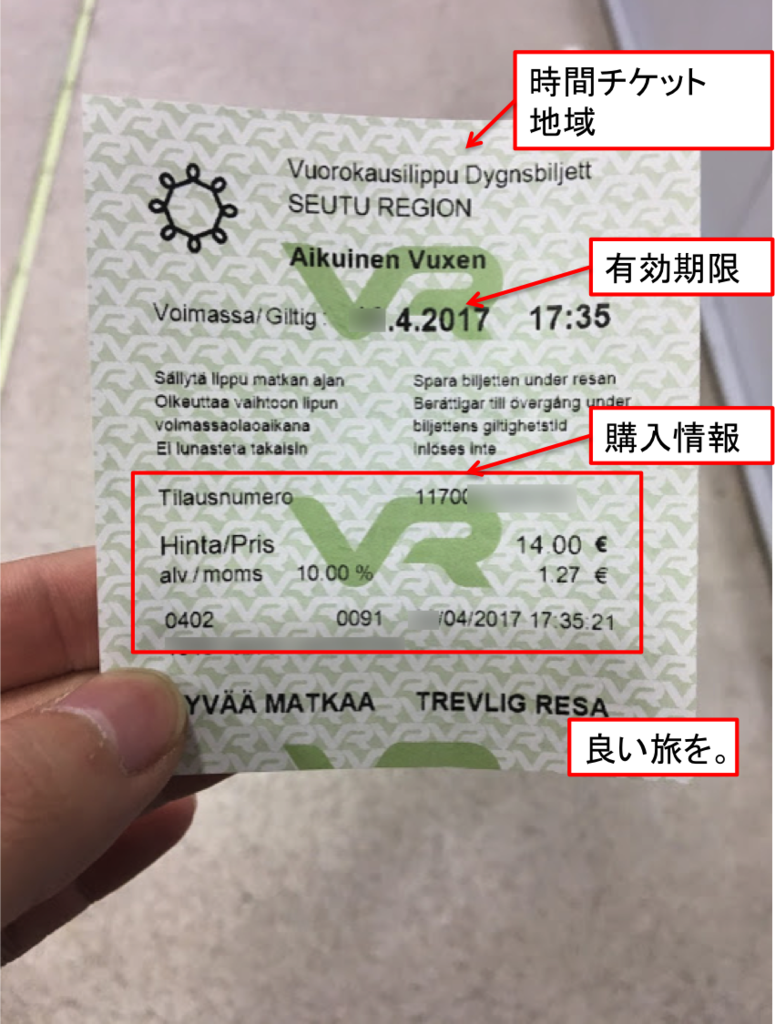 時間チケット
地域
Vuorokausilippu Dygnsbiljett
SEUTU REGION
Aikuinen Vuxen
有効期限
Voimassa/Giltig : .4.2017 17:35
Säilytä lippu matkan ajan
Oikeuttaa vaihtoon lipun
voimassaoloaikana
Ei lunasteta takaisin
Spara biljetten under resan
Berättigar till övergång under
biljettens giltighetstid
Inlöses inte
購入情報
Tilausnumero 11700
Hinta/Pris 14.00 €
alv/moms 10.00 % 1.27 €
0402 0091 /04/2017 17:35:21
YVÄÄ MATKAA TREVLIG RESA
良い旅を。
VR